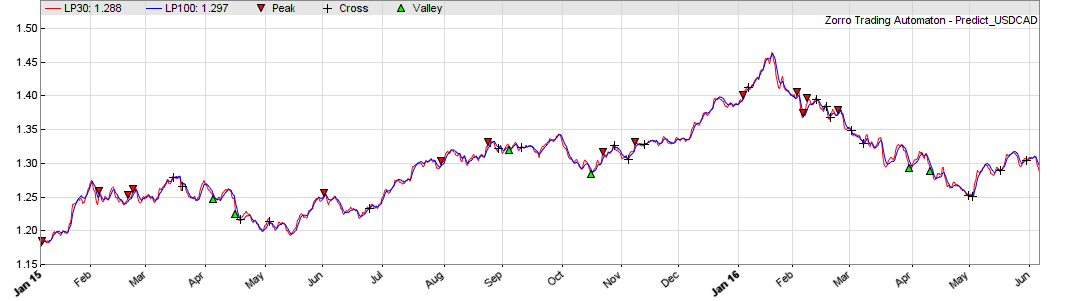 LP30: 1.288 LP100: 1.297 Peak Cross Valley
Zorro Trading Automaton - Predict_USDCAD
1.50
1.45
1.40
1.35
1.30
1.25
1.20
1.15
Jan 15 Feb Mar Apr May Jun Jul Aug Sep Oct Nov Dec Jan 16 Feb Mar Apr May Jun